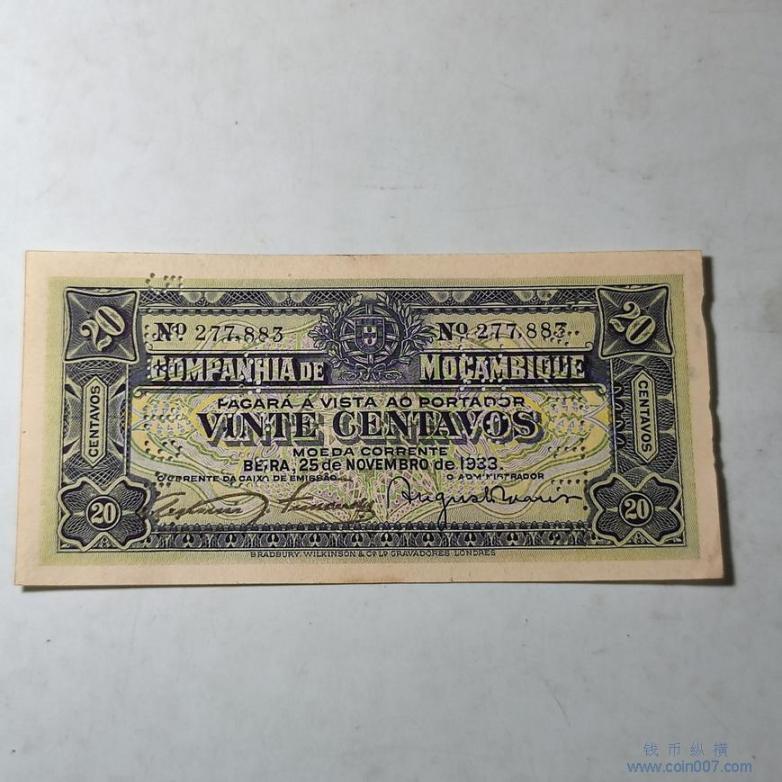 20
20
Nº 277,883
Nº 277,883
COMPANHIA DE MOÇAMBIQUE
PAGARÁ Á VISTA AO PORTADOR
VINTE CENTAVOS
MOEDA CORRENTE
BEIRA, 25 de NOVEMBRO de 1933.
O GERENTE DA CAIXA DE EMISSÃO
O ADMINISTRADOR
CENTAVOS
CENTAVOS
20
20
BRADBURY, WILKINSON & Cº Lᴰ GRAVADORES, LONDRES
钱币纵横
www.coin007.com